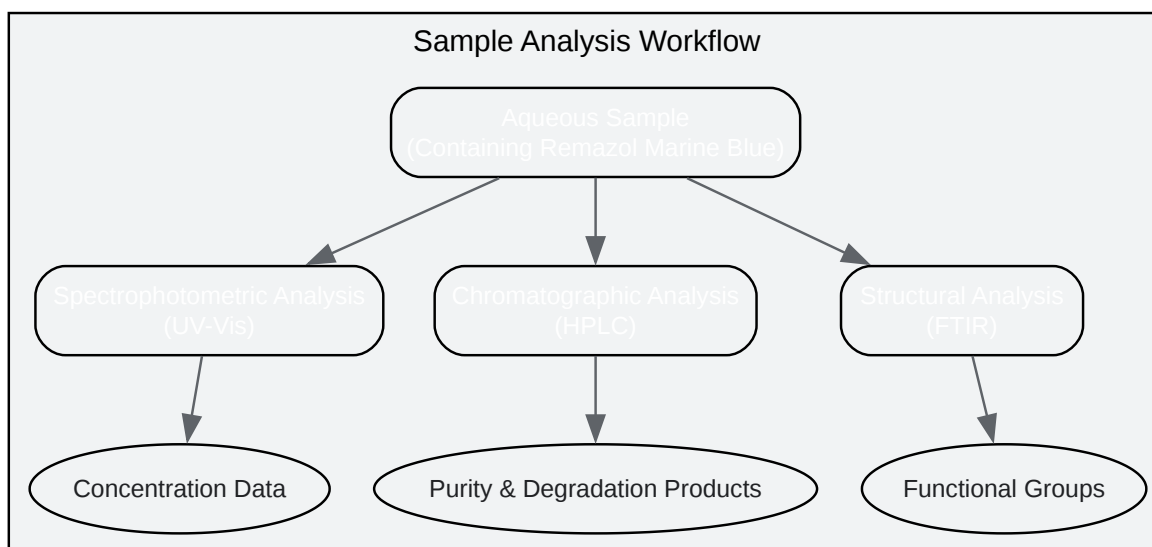 Sample Analysis Workflow
Aqueous Sample
(Containing Remazol Marine Blue)
Spectrophotometric Analysis
(UV-Vis)
Chromatographic Analysis
(HPLC)
Structural Analysis
(FTIR)
Concentration Data
Purity & Degradation Products
Functional Groups